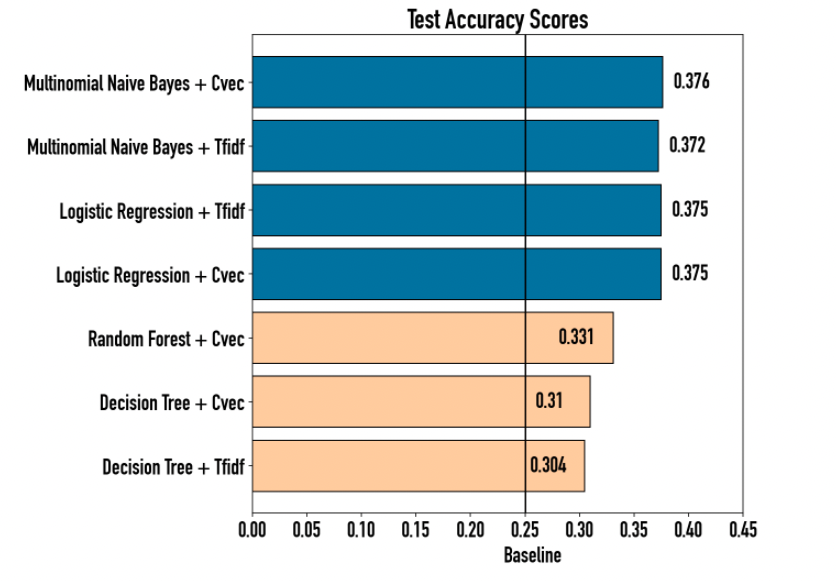 Test Accuracy Scores
Multinomial Naive Bayes + Cvec 0.376
Multinomial Naive Bayes + Tfidf 0.372
Logistic Regression + Tfidf 0.375
Logistic Regression + Cvec 0.375
Random Forest + Cvec 0.331
Decision Tree + Cvec 0.31
Decision Tree + Tfidf 0.304
0.00 0.05 0.10 0.15 0.20 0.25 0.30 0.35 0.40 0.45
Baseline